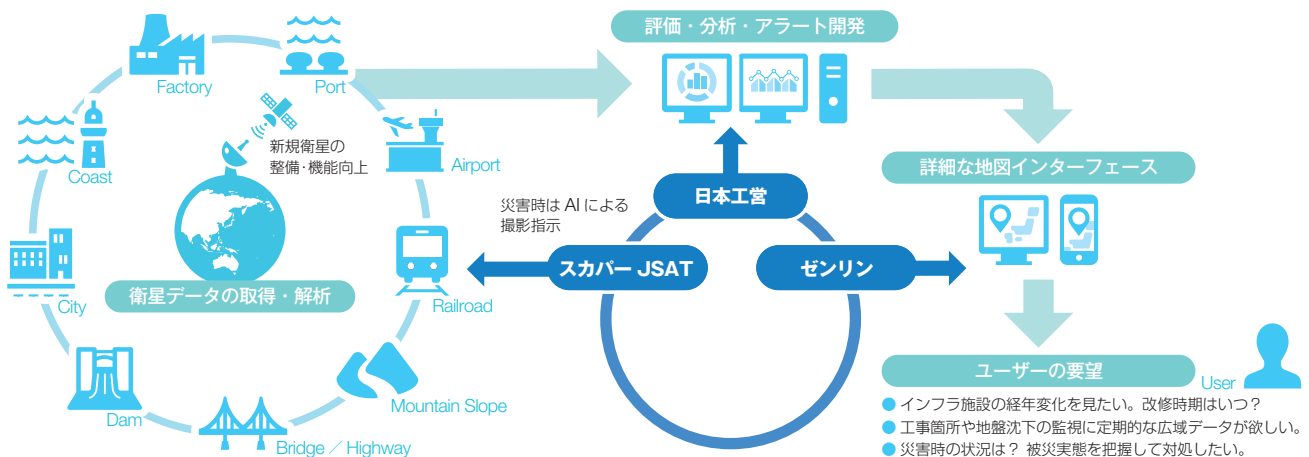 評価・分析・アラート開発
Factory
Port
新規衛星の
整備・機能向上
Coast
Airport
詳細な地図インターフェース
日本工営
災害時は AI による
撮影指示
スカパー JSAT
ゼンリン
衛星データの取得・解析
City
Railroad
ユーザーの要望
User
Dam
Mountain Slope
Bridge / Highway
● インフラ施設の経年変化を見たい。改修時期はいつ？
● 工事箇所や地盤沈下の監視に定期的な広域データが欲しい。
● 災害時の状況は？ 被災実態を把握して対処したい。